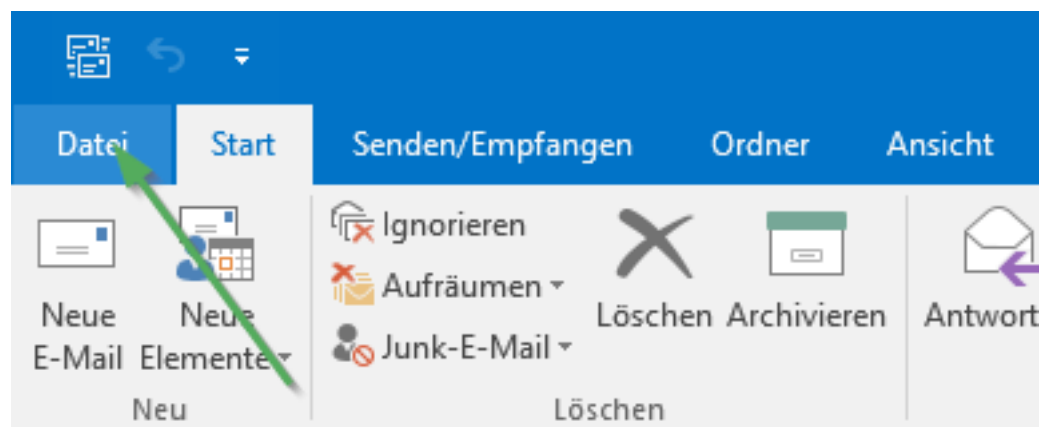 Datei Start Senden/Empfangen Ordner Ansicht
Ignorieren
Aufräumen
Junk-E-Mail
Neue E-Mail
Neue Elemente
Löschen Archivieren Antwort
Neu Löschen